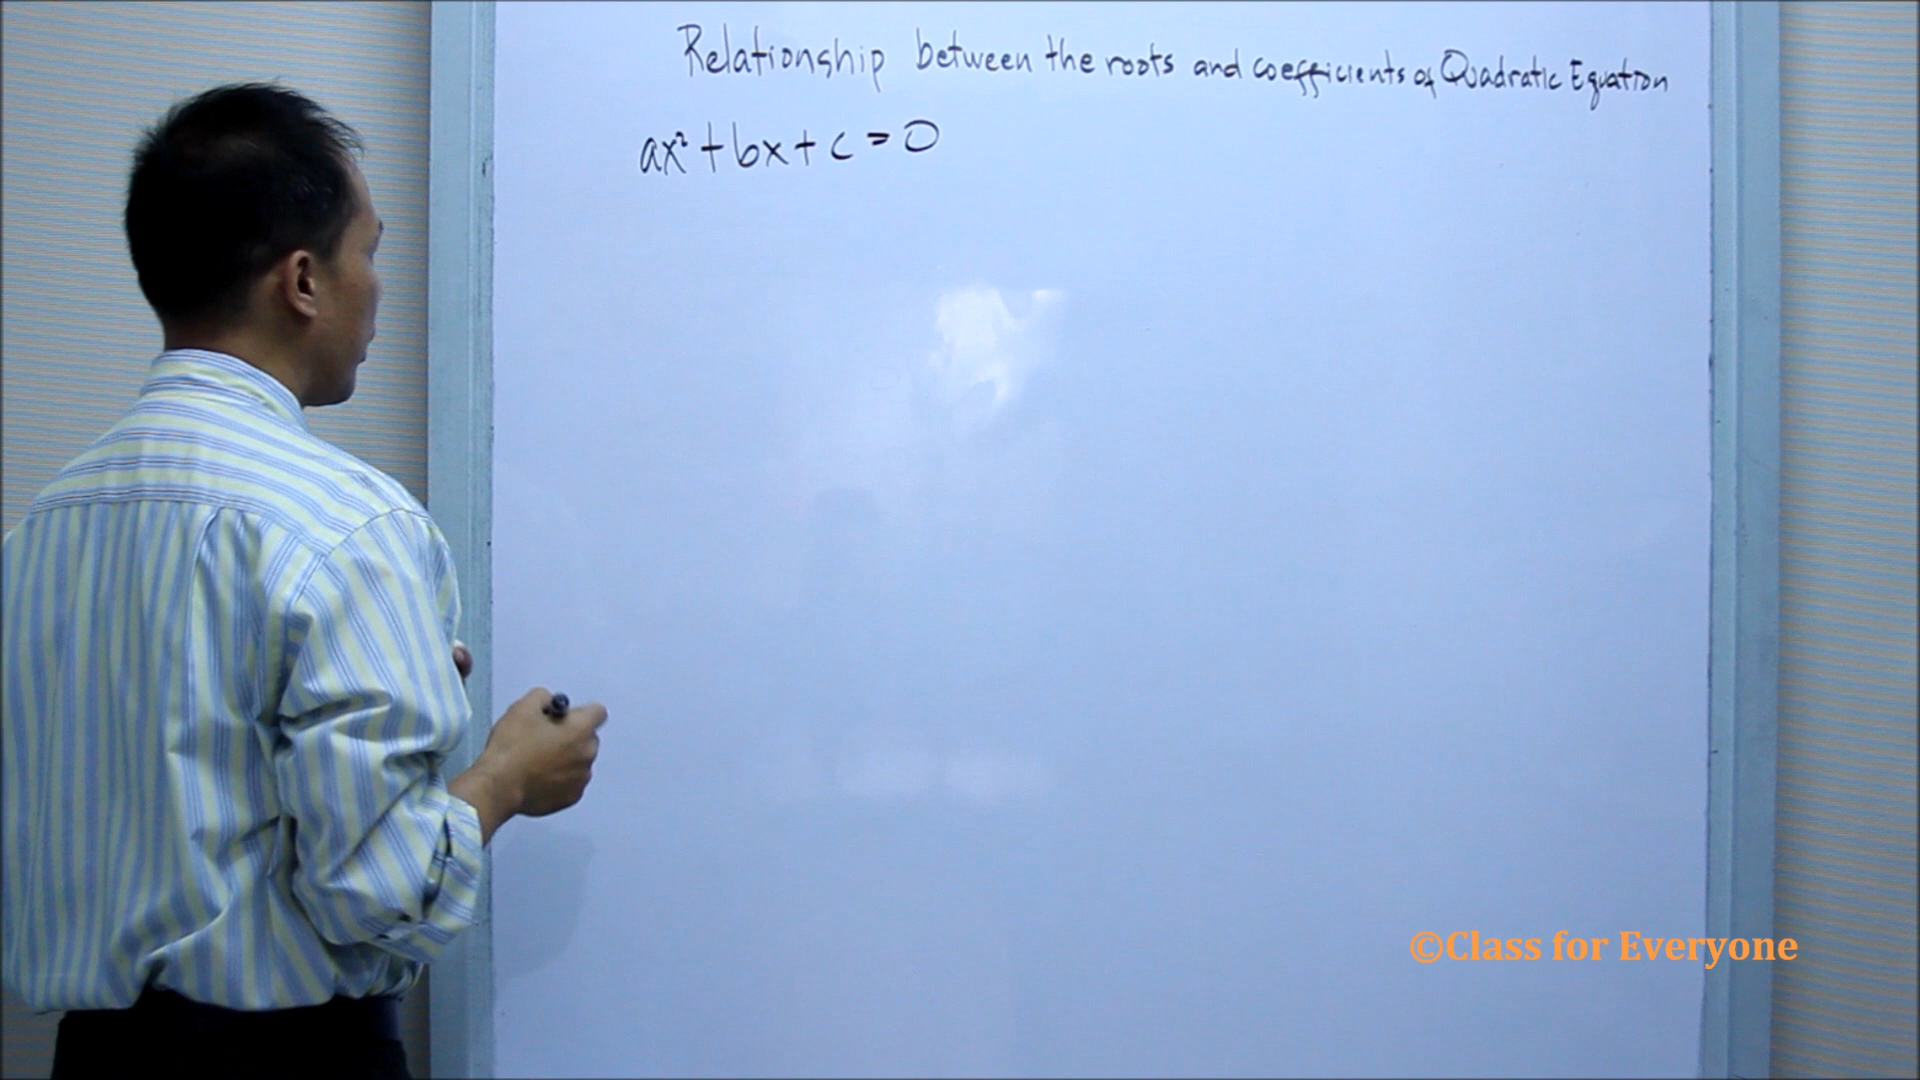 Relationship between the roots and coefficients of Quadratic Equation
ax² + bx + c = 0
©Class for Everyone